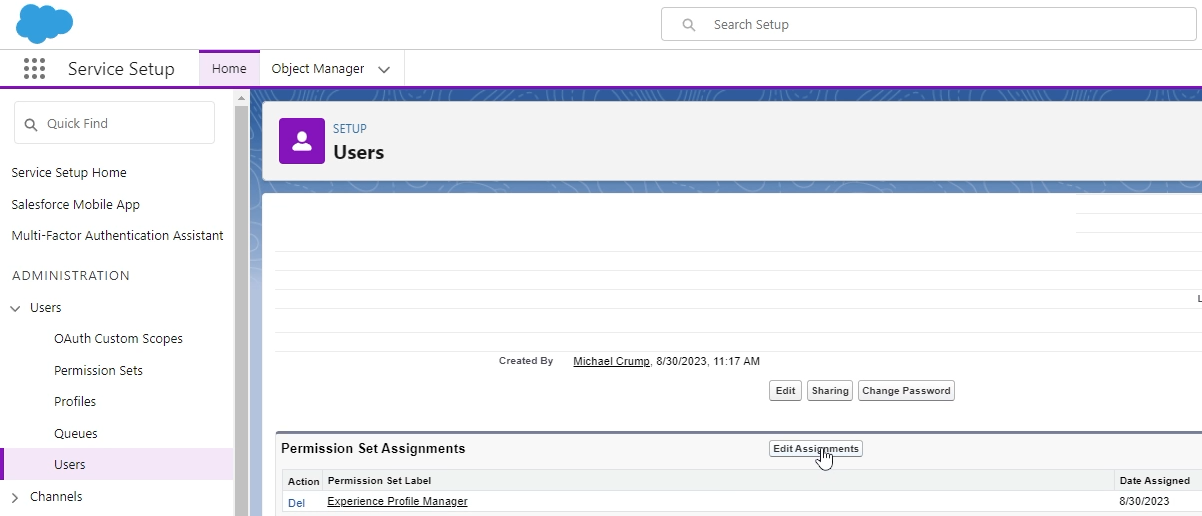 Search Setup
Service Setup
Home
Object Manager
Quick Find
Service Setup Home
Salesforce Mobile App
Multi-Factor Authentication Assistant
ADMINISTRATION
Users
OAuth Custom Scopes
Permission Sets
Profiles
Queues
Users
Channels
SETUP
Users
L
Created By Michael Crump, 8/30/2023, 11:17 AM
Edit Sharing Change Password
Permission Set Assignments Edit Assignments
Action Permission Set Label Date Assigned
Del Experience Profile Manager 8/30/2023